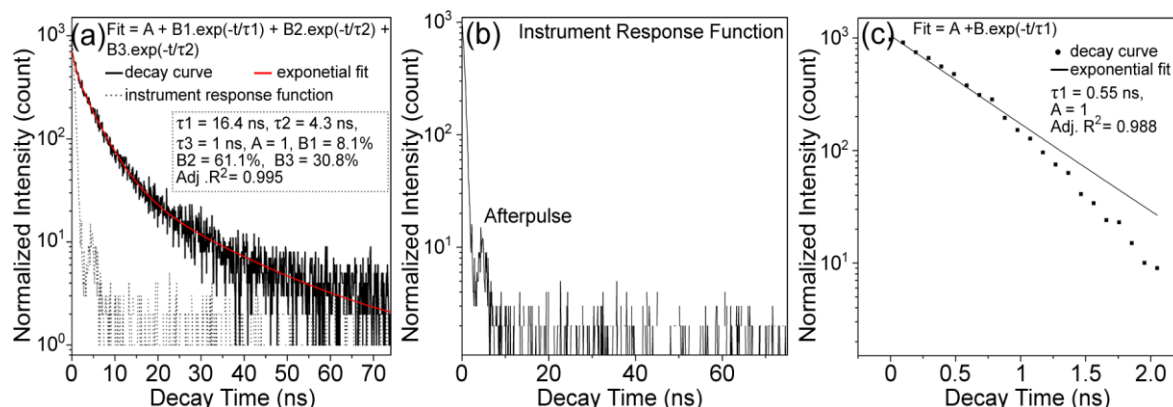 (a)
Fit = A + B1.exp(-t/τ1) + B2.exp(-t/τ2) +
B3.exp(-t/τ2)
decay curve
exponetial fit
instrument response function
τ1 = 16.4 ns, τ2 = 4.3 ns,
τ3 = 1 ns, A = 1, B1 = 8.1%
B2 = 61.1%, B3 = 30.8%
Adj .R²= 0.995
Normalized Intensity (count)
10³
10²
10¹
10⁰
0 10 20 30 40 50 60 70
Decay Time (ns)
(b)
Instrument Response Function
Afterpulse
Normalized Intensity (count)
10³
10²
10¹
0 20 40 60
Decay Time (ns)
(c)
Fit = A +B.exp(-t/τ1)
decay curve
exponential fit
τ1 = 0.55 ns,
A = 1
Adj. R²= 0.988
Normalized Intensity (count)
10³
10²
10¹
0 0.5 1 1.5 2.0
Decay Time (ns)